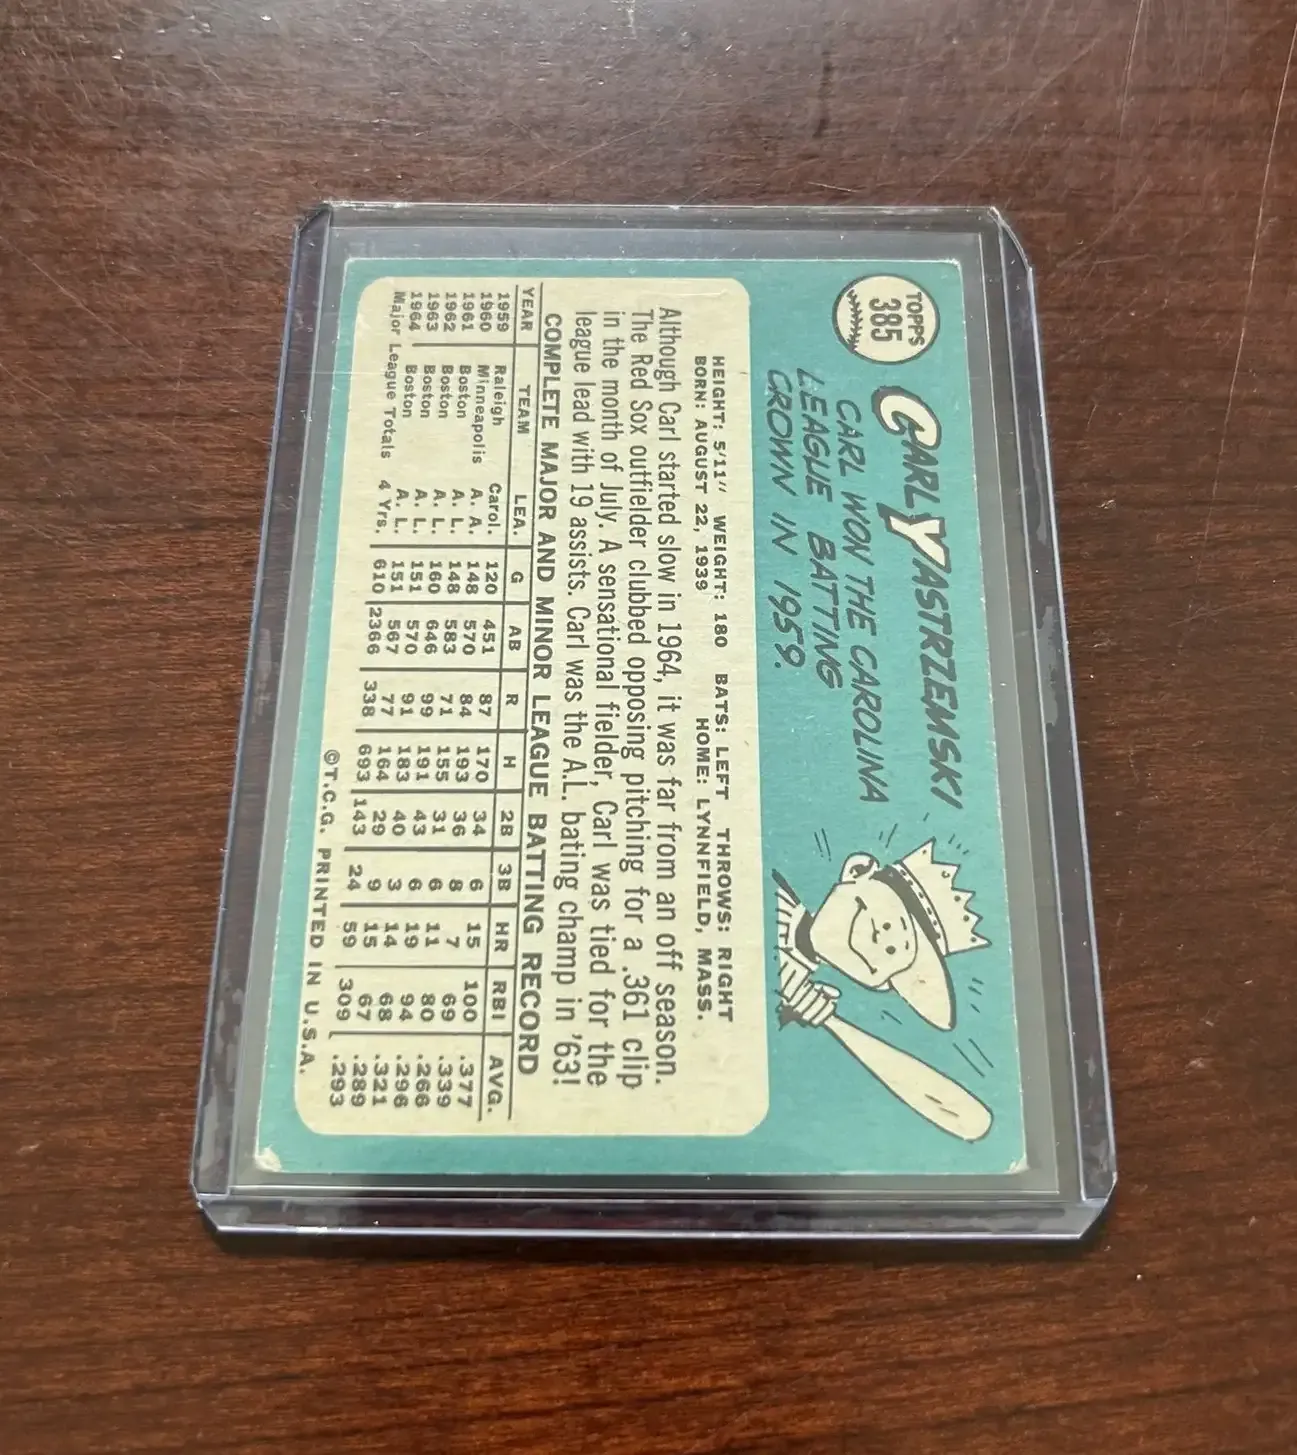 TOPPS
385
CARL YASTRZEMSKI
CARL WON THE CAROLINA
LEAGUE BATTING
CROWN IN 1959.
HEIGHT: 5'11" WEIGHT: 180 BATS: LEFT THROWS: RIGHT
BORN: AUGUST 22, 1939 HOME: LYNNFIELD, MASS.
Although Carl started slow in 1964, it was far from an off season.
The Red Sox outfielder clubbed opposing pitching for a .361 clip
in the month of July. A sensational fielder, Carl was tied for the
league lead with 19 assists. Carl was the A.L. bating champ in '63!
COMPLETE MAJOR AND MINOR LEAGUE BATTING RECORD
YEAR TEAM LEA. G AB R H 2B 3B HR RBI AVG.
1959 Raleigh Carol. 120 451 87 170 34 6 15 100 .377
1960 Minneapolis A. A. 148 570 84 193 36 8 7 69 .339
1961 Boston A. L. 148 583 71 155 31 6 11 80 .266
1962 Boston A. L. 160 646 99 191 43 6 19 94 .296
1963 Boston A. L. 151 570 91 183 40 3 14 68 .321
1964 Boston A. L. 151 567 77 164 29 9 15 67 .289
Major League Totals 4 Yrs. 610 2366 338 693 143 24 59 309 .293
©T.C.G. PRINTED IN U.S.A.